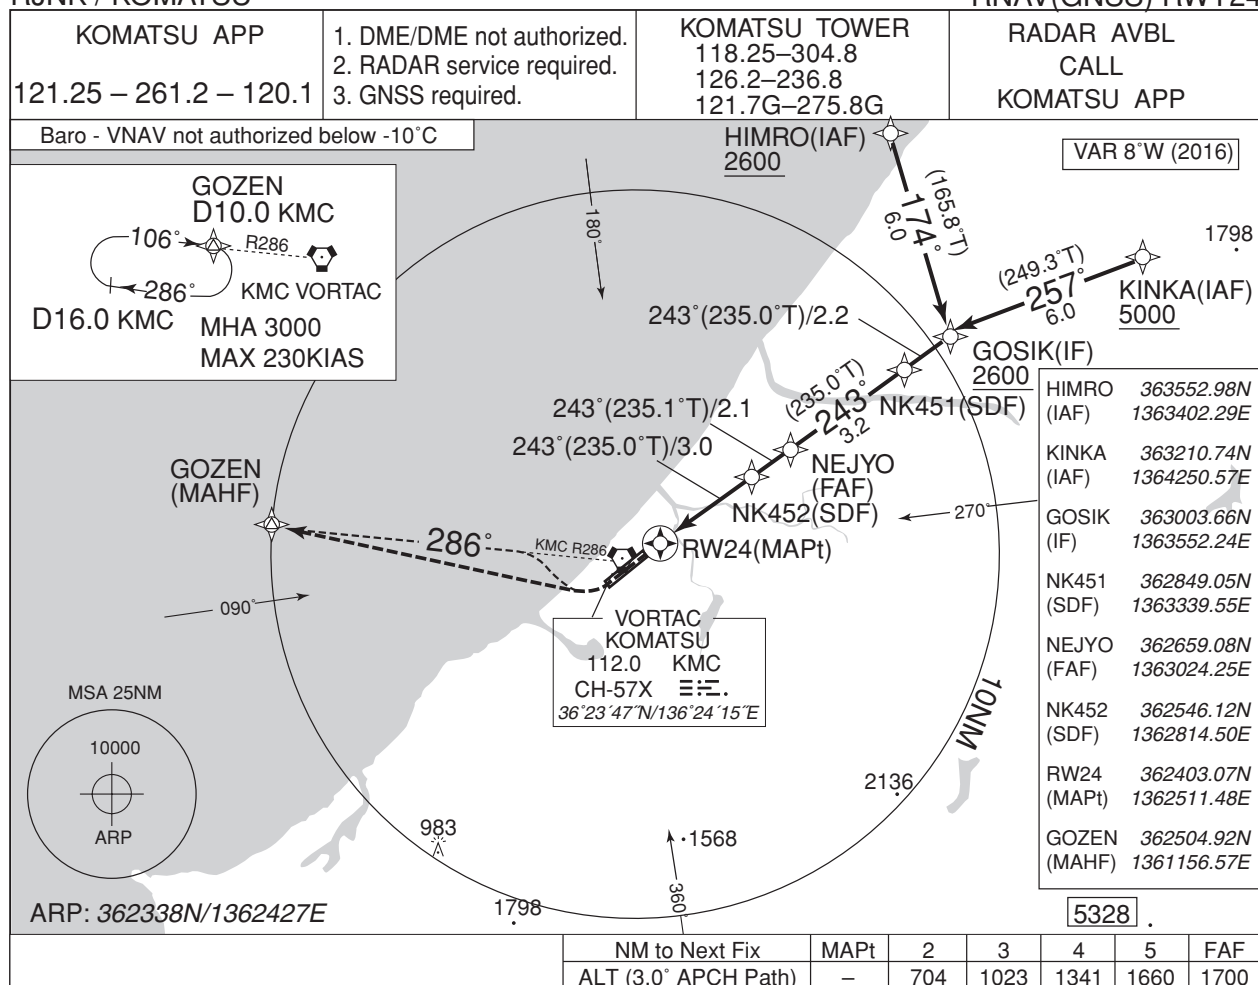 RJNK / KOMATSU
RNAV(GNSS) RWY24
KOMATSU APP
121.25 – 261.2 – 120.1
1. DME/DME not authorized.
2. RADAR service required.
3. GNSS required.
KOMATSU TOWER
118.25–304.8
126.2–236.8
121.7G–275.8G
RADAR AVBL
CALL
KOMATSU APP
Baro - VNAV not authorized below -10˚C
VAR 8˚W (2016)
GOZEN
D10.0 KMC
106˚
R286
286˚
KMC VORTAC
D16.0 KMC
MHA 3000
MAX 230KIAS
HIMRO(IAF)
2600
180˚
(165.8˚T)
174˚
6.0
1798
(249.3˚T)
257˚
6.0
KINKA(IAF)
5000
243˚(235.0˚T)/2.2
GOSIK(IF)
2600
NK451(SDF)
(235.0˚T)
243˚
3.2
243˚(235.1˚T)/2.1
243˚(235.0˚T)/3.0
NEJYO
(FAF)
NK452(SDF)
270˚
GOZEN
(MAHF)
286˚
KMC R286
RW24(MAPt)
090˚
VORTAC
KOMATSU
112.0 KMC
CH-57X
36˚23´47˝N/136˚24´15˝E
HIMRO 363552.98N
(IAF) 1363402.29E
KINKA 363210.74N
(IAF) 1364250.57E
GOSIK 363003.66N
(IF) 1363552.24E
NK451 362849.05N
(SDF) 1363339.55E
NEJYO 362659.08N
(FAF) 1363024.25E
NK452 362546.12N
(SDF) 1362814.50E
RW24 362403.07N
(MAPt) 1362511.48E
GOZEN 362504.92N
(MAHF) 1361156.57E
10NM
MSA 25NM
10000
ARP
2136
983
1568
360˚
1798
ARP: 362338N/1362427E
5328
NM to Next Fix MAPt 2 3 4 5 FAF
ALT (3.0˚ APCH Path) – 704 1023 1341 1660 1700